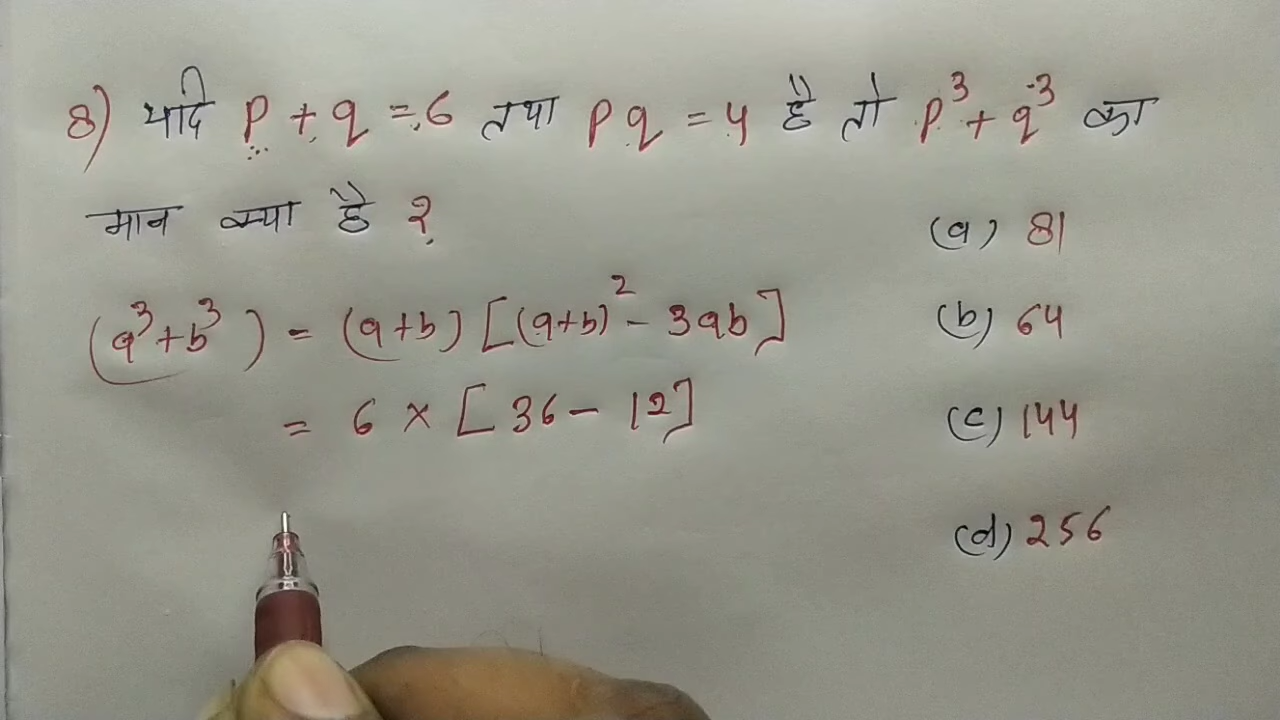 8) यदि p + q = 6 तथा pq = 4 है तो p³ + q³ का
मान क्या है ?
(a) 81
(a³+b³) = (a+b) [(a+b)² - 3ab]
(b) 64
= 6 × [36 - 12]
(c) 144
(d) 256